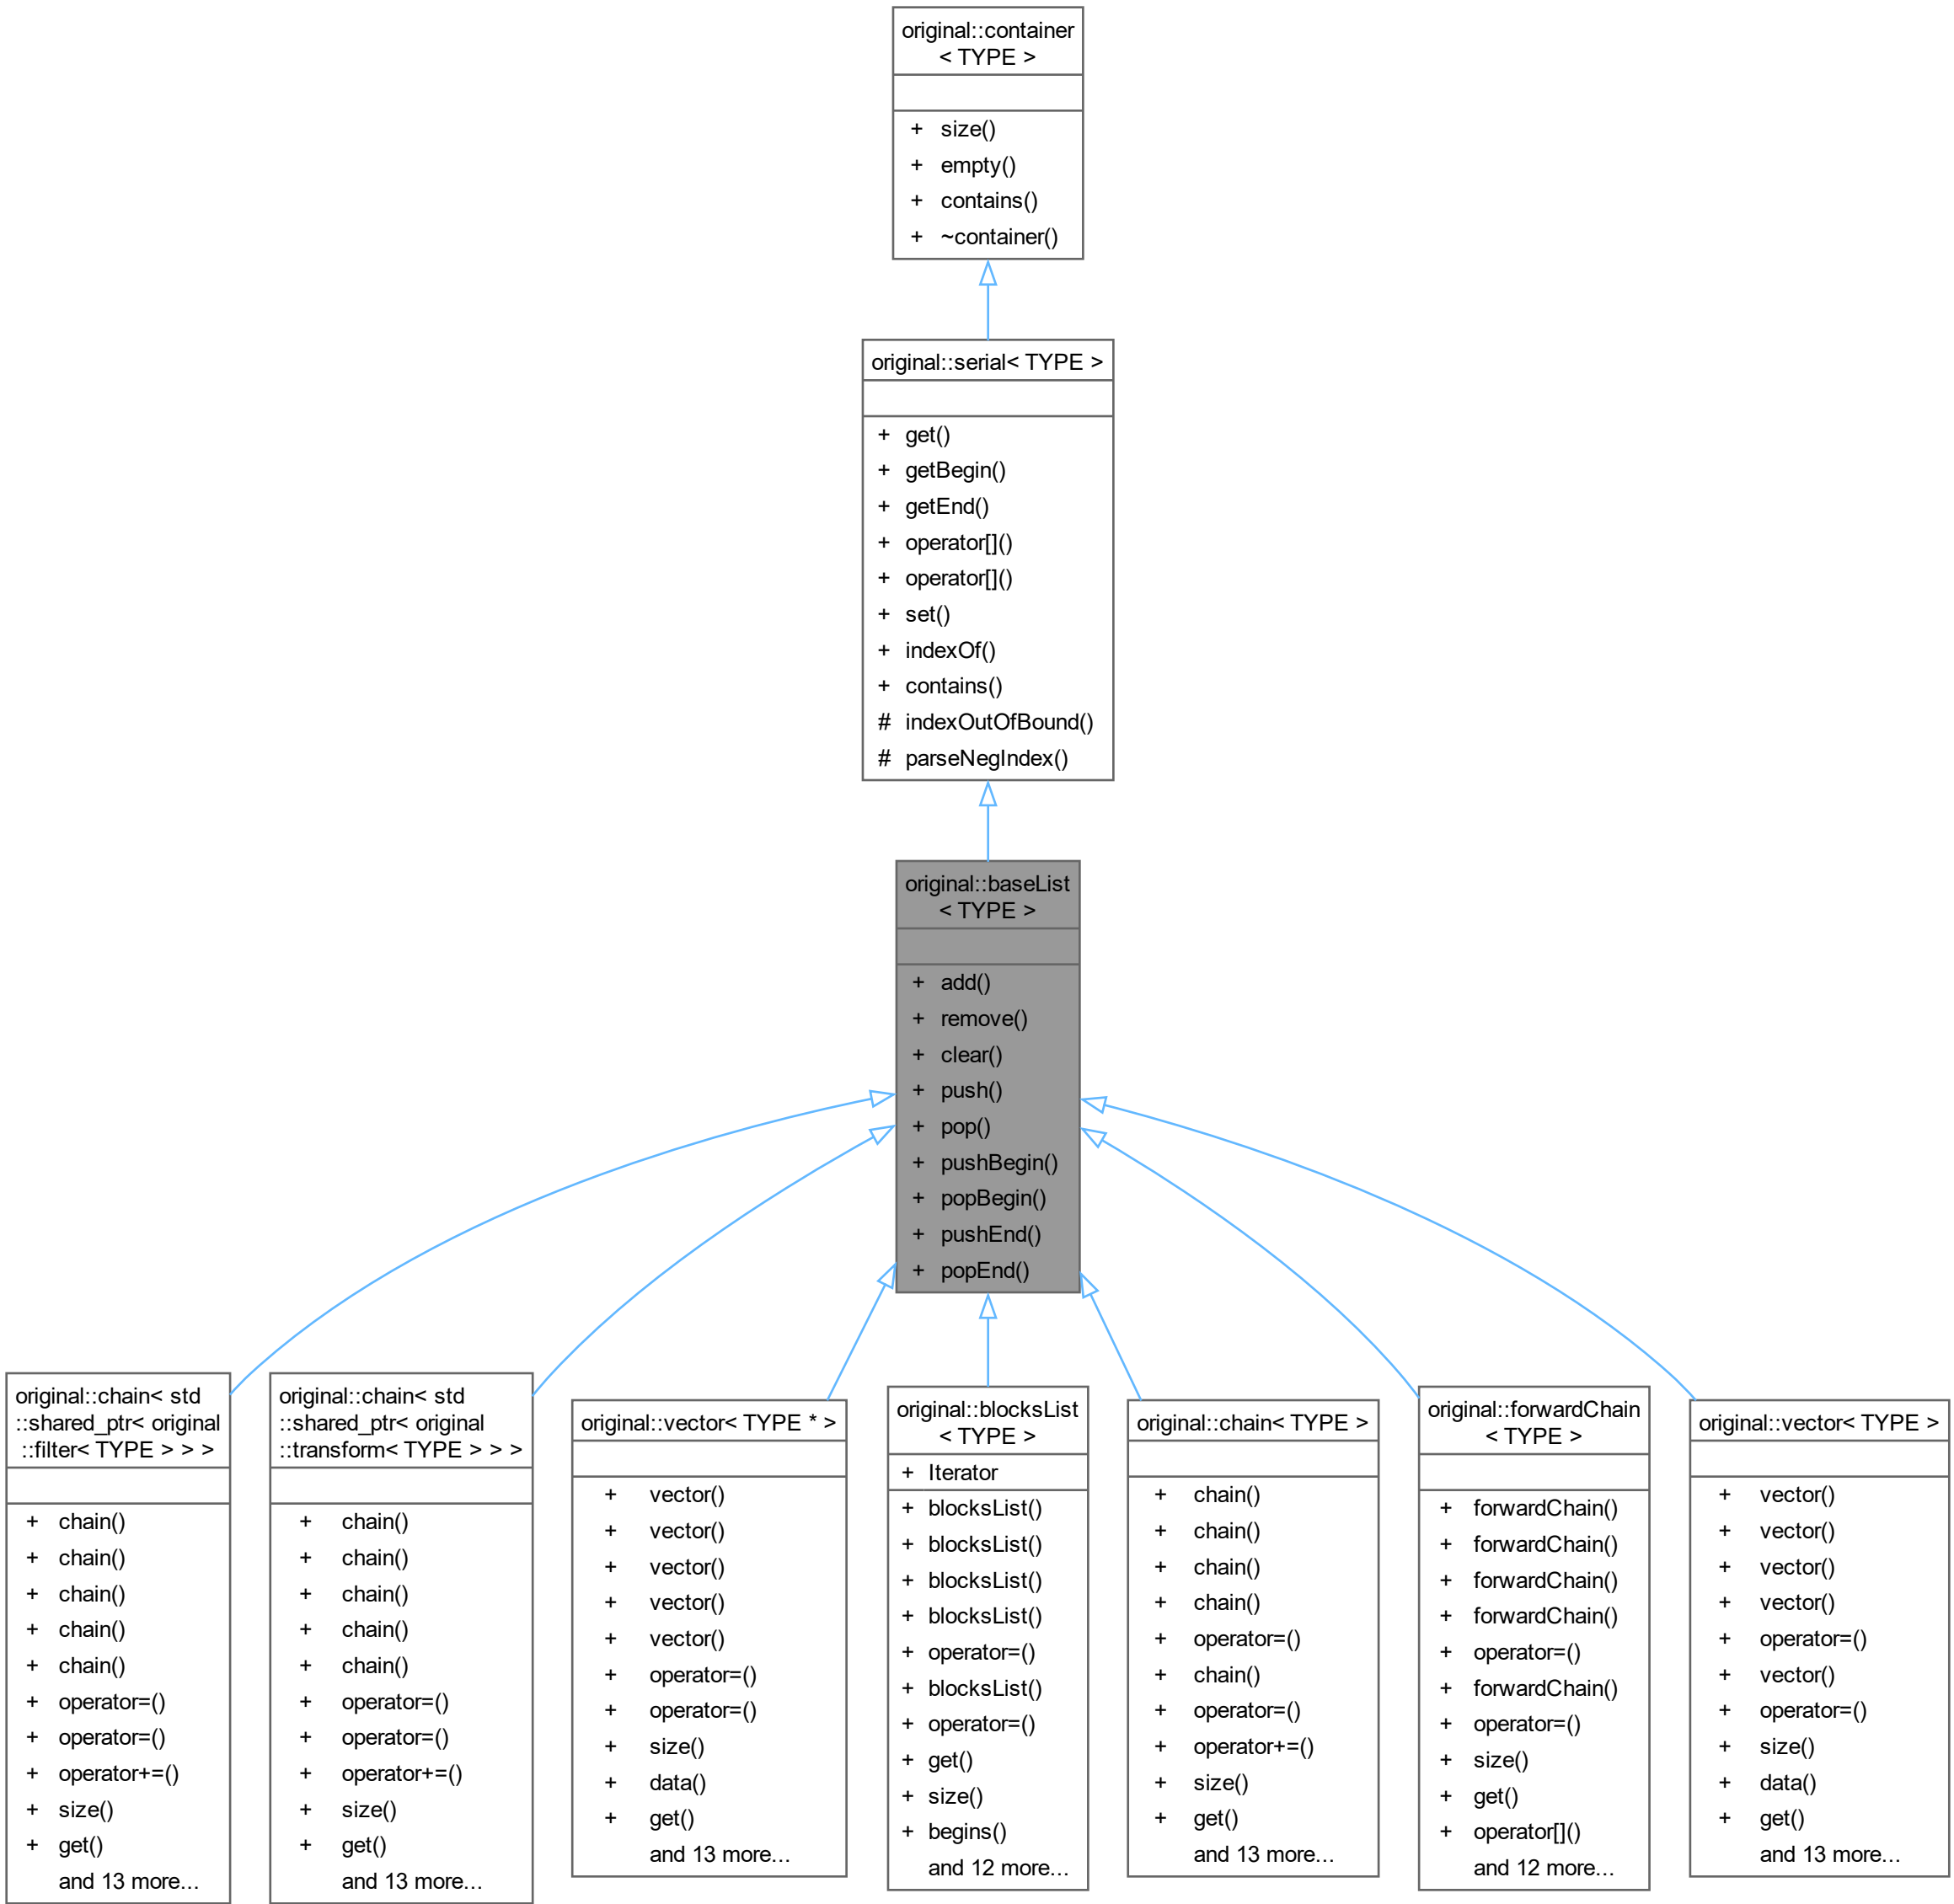 original::container
< TYPE >
+ size()
+ empty()
+ contains()
+ ~container()
original::serial< TYPE >
+ get()
+ getBegin()
+ getEnd()
+ operator[]()
+ operator[]()
+ set()
+ indexOf()
+ contains()
# indexOutOfBound()
# parseNegIndex()
original::baseList
< TYPE >
+ add()
+ remove()
+ clear()
+ push()
+ pop()
+ pushBegin()
+ popBegin()
+ pushEnd()
+ popEnd()
original::chain< std
::shared_ptr< original
::filter< TYPE > > >
+ chain()
+ chain()
+ chain()
+ chain()
+ chain()
+ operator=()
+ operator=()
+ operator+=()
+ size()
+ get()
and 13 more...
original::chain< std
::shared_ptr< original
::transform< TYPE > > >
+ chain()
+ chain()
+ chain()
+ chain()
+ chain()
+ operator=()
+ operator=()
+ operator+=()
+ size()
+ get()
and 13 more...
original::vector< TYPE * >
+ vector()
+ vector()
+ vector()
+ vector()
+ vector()
+ operator=()
+ operator=()
+ size()
+ data()
+ get()
and 13 more...
original::blocksList
< TYPE >
+ Iterator
+ blocksList()
+ blocksList()
+ blocksList()
+ blocksList()
+ operator=()
+ blocksList()
+ operator=()
+ get()
+ size()
+ begins()
and 12 more...
original::chain< TYPE >
+ chain()
+ chain()
+ chain()
+ chain()
+ operator=()
+ chain()
+ operator=()
+ operator+=()
+ size()
+ get()
and 13 more...
original::forwardChain
< TYPE >
+ forwardChain()
+ forwardChain()
+ forwardChain()
+ forwardChain()
+ operator=()
+ forwardChain()
+ operator=()
+ size()
+ get()
+ operator[]()
and 12 more...
original::vector< TYPE >
+ vector()
+ vector()
+ vector()
+ vector()
+ operator=()
+ vector()
+ operator=()
+ size()
+ data()
+ get()
and 13 more...